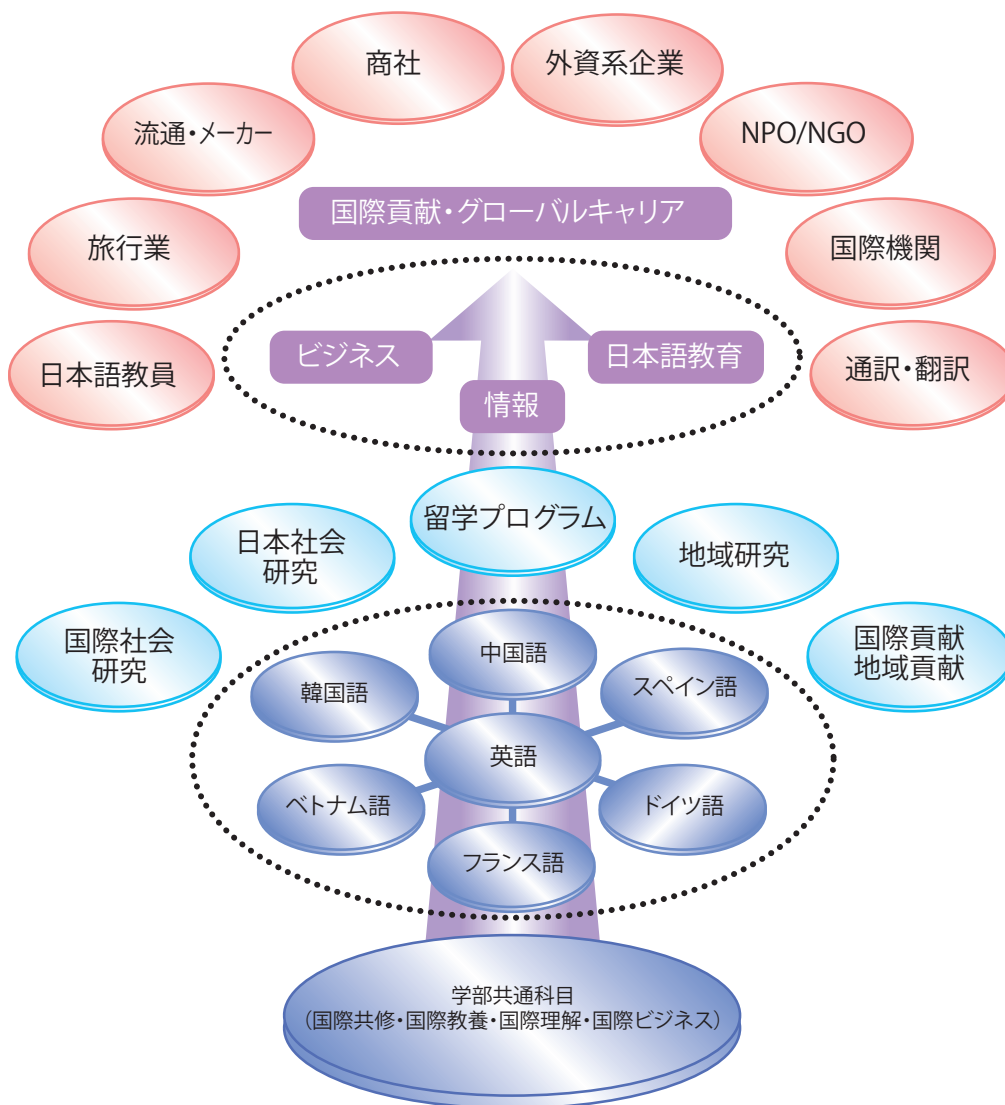 商社
外資系企業
流通・メーカー
NPO/NGO
国際貢献・グローバルキャリア
旅行業
国際機関
ビジネス
日本語教育
日本語教員
通訳・翻訳
情報
留学プログラム
日本社会
研究
地域研究
国際社会
研究
国際貢献
地域貢献
中国語
韓国語
スペイン語
英語
ベトナム語
ドイツ語
フランス語
学部共通科目
（国際共修・国際教養・国際理解・国際ビジネス）